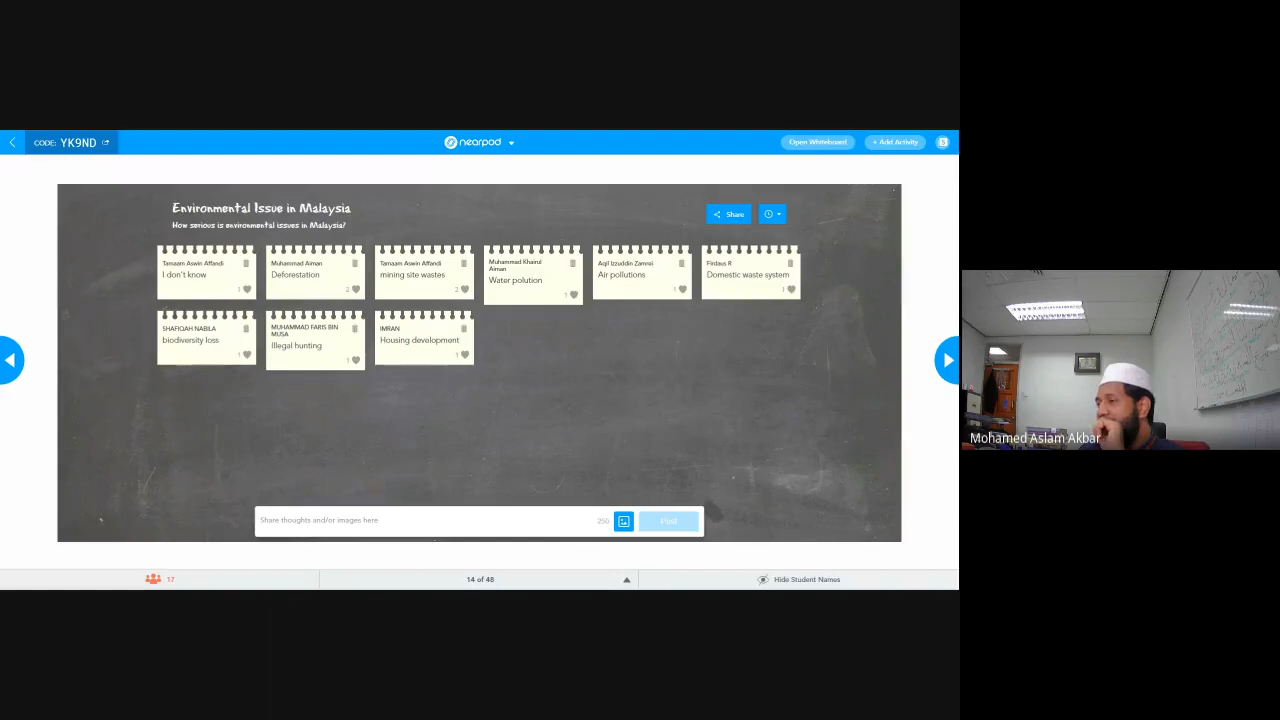 CODE: YK9ND
nearpod
Open Whiteboard
+ Add Activity
Environmental Issue in Malaysia
How serious is environmental issues in Malaysia?
Share
Tamaam Aswin Affandi
I don't know
1
Muhammad Aiman
Deforestation
2
Tamaam Aswin Affandi
mining site wastes
2
Muhammad Khairul
Aiman
Water polution
1
Aqil Izzuddin Zamrei
Air pollutions
1
Firdaus R
Domestic waste system
1
SHAFIQAH NABILA
biodiversity loss
1
MUHAMMAD FARIS BIN
MUSA
Illegal hunting
1
IMRAN
Housing development
1
Share thoughts and/or images here
250
Post
17
14 of 48
Hide Student Names
Mohamed Aslam Akbar